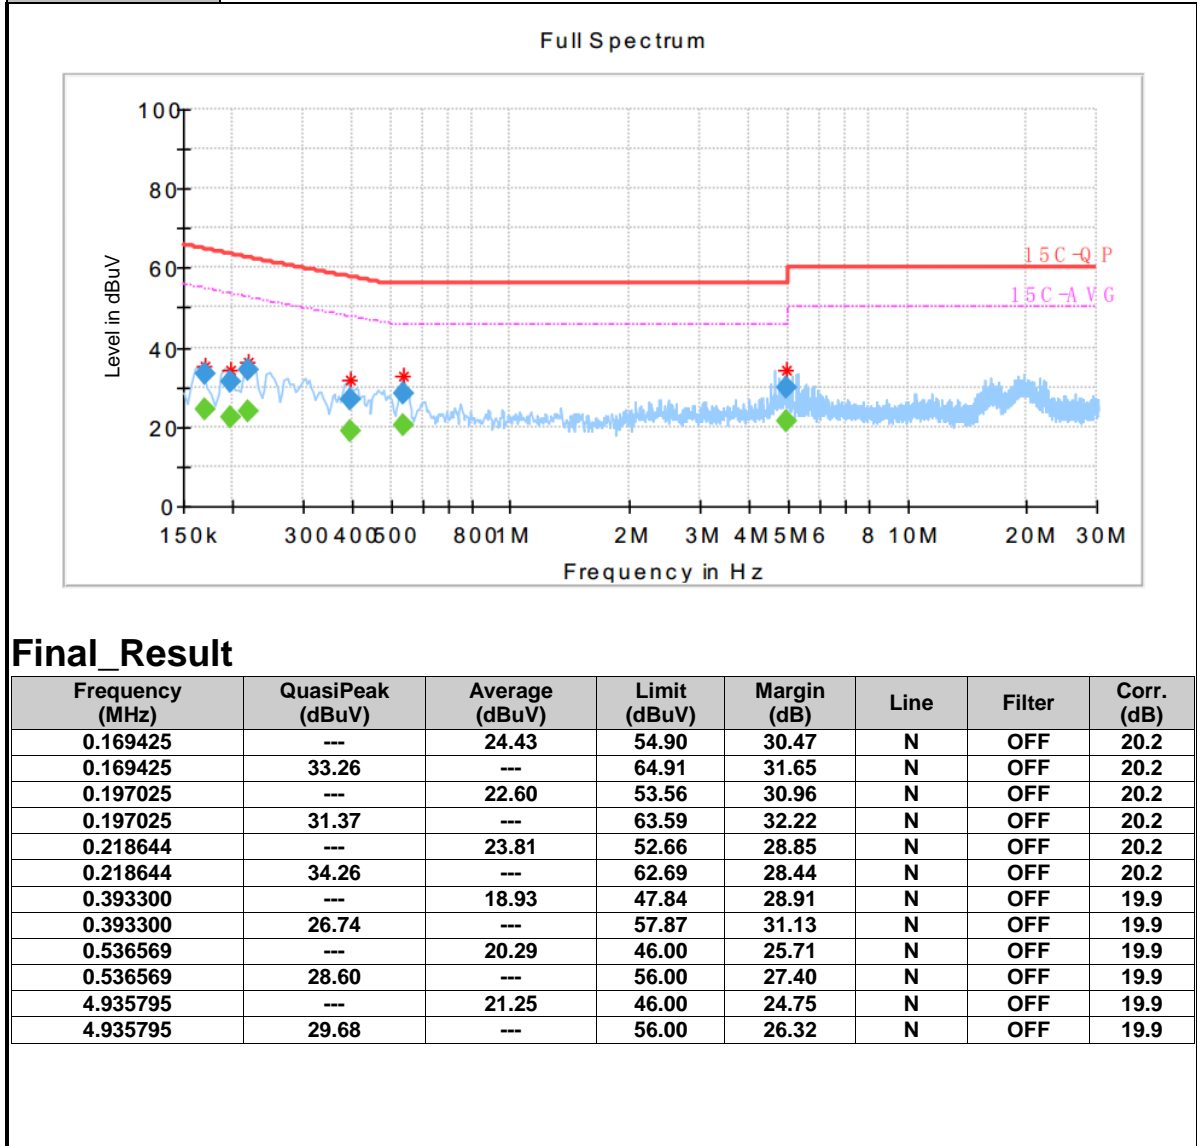 Full Spectrum
Level in dBuV
100
80
60
40
20
0
15C-QP
15C-AVG
150k 300 400 500 800 1M 2M 3M 4M 5M 6 8 10M 20M 30M
Frequency in Hz
Final_Result
Frequency (MHz) QuasiPeak (dBuV) Average (dBuV) Limit (dBuV) Margin (dB) Line Filter Corr. (dB)
0.169425 --- 24.43 54.90 30.47 N OFF 20.2
0.169425 33.26 --- 64.91 31.65 N OFF 20.2
0.197025 --- 22.60 53.56 30.96 N OFF 20.2
0.197025 31.37 --- 63.59 32.22 N OFF 20.2
0.218644 --- 23.81 52.66 28.85 N OFF 20.2
0.218644 34.26 --- 62.69 28.44 N OFF 20.2
0.393300 --- 18.93 47.84 28.91 N OFF 19.9
0.393300 26.74 --- 57.87 31.13 N OFF 19.9
0.536569 --- 20.29 46.00 25.71 N OFF 19.9
0.536569 28.60 --- 56.00 27.40 N OFF 19.9
4.935795 --- 21.25 46.00 24.75 N OFF 19.9
4.935795 29.68 --- 56.00 26.32 N OFF 19.9